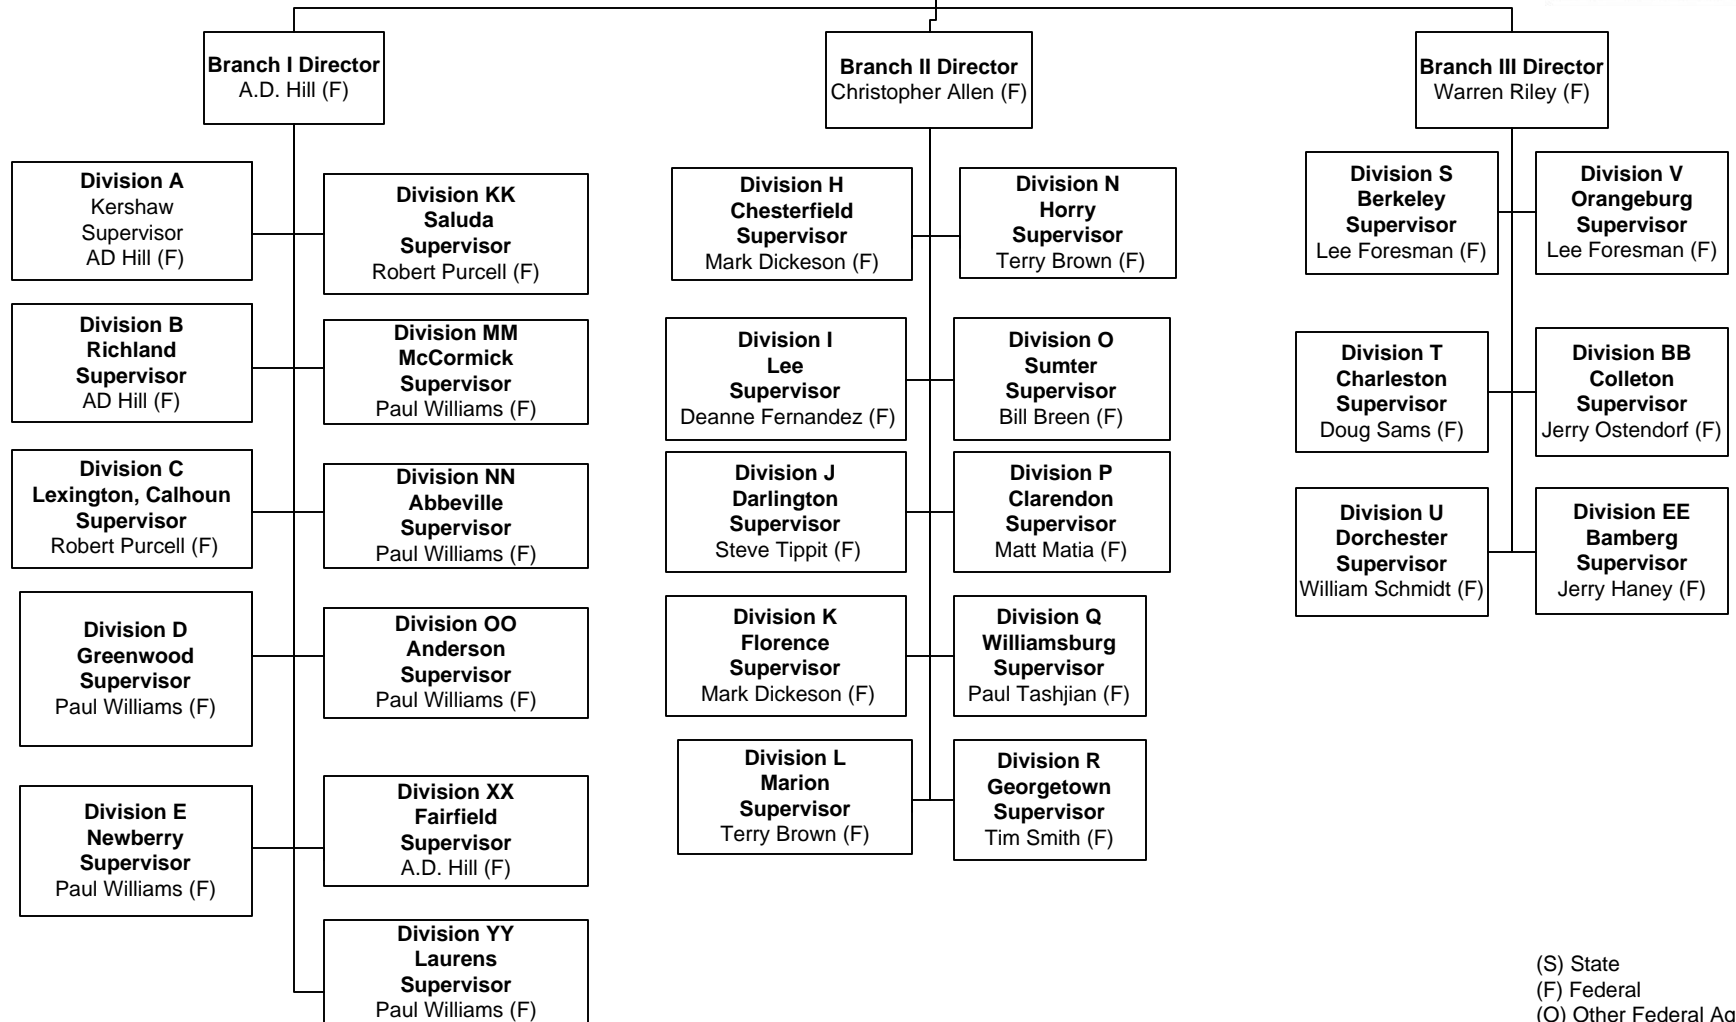 Branch I Director
A.D. Hill (F)
Branch II Director
Christopher Allen (F)
Branch III Director
Warren Riley (F)
Division A
Kershaw
Supervisor
AD Hill (F)
Division KK
Saluda
Supervisor
Robert Purcell (F)
Division B
Richland
Supervisor
AD Hill (F)
Division MM
McCormick
Supervisor
Paul Williams (F)
Division C
Lexington, Calhoun
Supervisor
Robert Purcell (F)
Division NN
Abbeville
Supervisor
Paul Williams (F)
Division D
Greenwood
Supervisor
Paul Williams (F)
Division OO
Anderson
Supervisor
Paul Williams (F)
Division E
Newberry
Supervisor
Paul Williams (F)
Division XX
Fairfield
Supervisor
A.D. Hill (F)
Division YY
Laurens
Supervisor
Paul Williams (F)
Division H
Chesterfield
Supervisor
Mark Dickeson (F)
Division N
Horry
Supervisor
Terry Brown (F)
Division I
Lee
Supervisor
Deanne Fernandez (F)
Division O
Sumter
Supervisor
Bill Breen (F)
Division J
Darlington
Supervisor
Steve Tippit (F)
Division P
Clarendon
Supervisor
Matt Matia (F)
Division K
Florence
Supervisor
Mark Dickeson (F)
Division Q
Williamsburg
Supervisor
Paul Tashjian (F)
Division L
Marion
Supervisor
Terry Brown (F)
Division R
Georgetown
Supervisor
Tim Smith (F)
Division S
Berkeley
Supervisor
Lee Foresman (F)
Division V
Orangeburg
Supervisor
Lee Foresman (F)
Division T
Charleston
Supervisor
Doug Sams (F)
Division BB
Colleton
Supervisor
Jerry Ostendorf (F)
Division U
Dorchester
Supervisor
William Schmidt (F)
Division EE
Bamberg
Supervisor
Jerry Haney (F)
(S) State
(F) Federal
(O) Other Federal